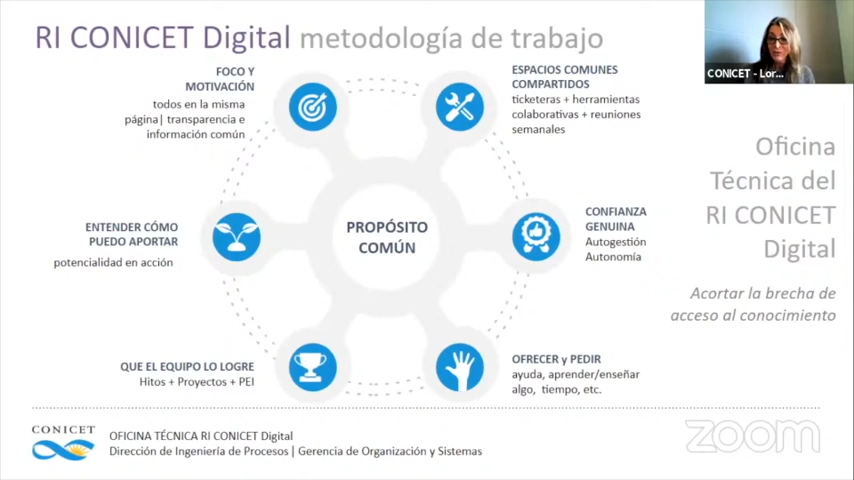 RI CONICET Digital metodología de trabajo
CONICET - Lor...
FOCO Y
MOTIVACIÓN
todos en la misma
página| transparencia e
información común
ESPACIOS COMUNES
COMPARTIDOS
ticketeras + herramientas
colaborativas + reuniones
semanales
Oficina
Técnica del
RI CONICET
Digital
Acortar la brecha de
acceso al conocimiento
ENTENDER CÓMO
PUEDO APORTAR
potencialidad en acción
PROPÓSITO
COMÚN
CONFIANZA
GENUINA
Autogestión
Autonomía
QUE EL EQUIPO LO LOGRE
Hitos + Proyectos + PEI
OFRECER y PEDIR
ayuda, aprender/enseñar
algo, tiempo, etc.
CONICET
OFICINA TÉCNICA RI CONICET Digital
Dirección de Ingeniería de Procesos| Gerencia de Organización y Sistemas
zoom